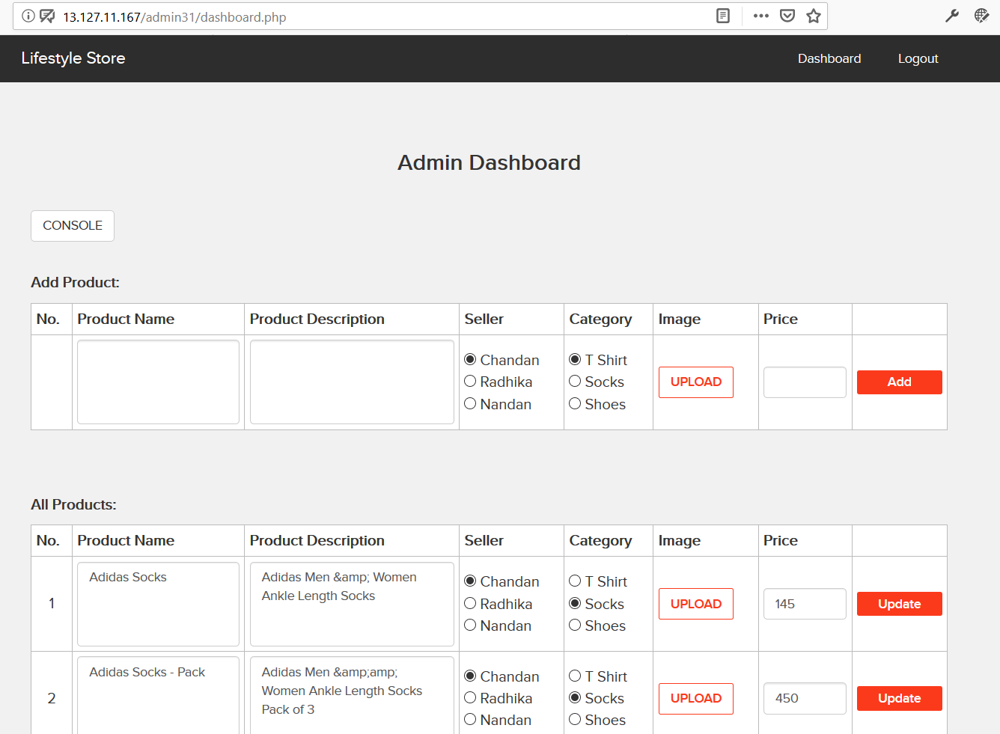 13.127.11.167/admin31/dashboard.php
Lifestyle Store Dashboard Logout
Admin Dashboard
CONSOLE
Add Product:
No. Product Name Product Description Seller Category Image Price
Chandan T Shirt
Radhika Socks UPLOAD Add
Nandan Shoes
All Products:
No. Product Name Product Description Seller Category Image Price
Adidas Socks Adidas Men &amp; Women Chandan T Shirt
Ankle Length Socks
1 Radhika Socks UPLOAD 145 Update
Nandan Shoes
Adidas Socks - Pack Adidas Men &amp;amp; Chandan T Shirt
Women Ankle Length Socks
2 Radhika Socks UPLOAD 450 Update
Pack of 3
Nandan Shoes